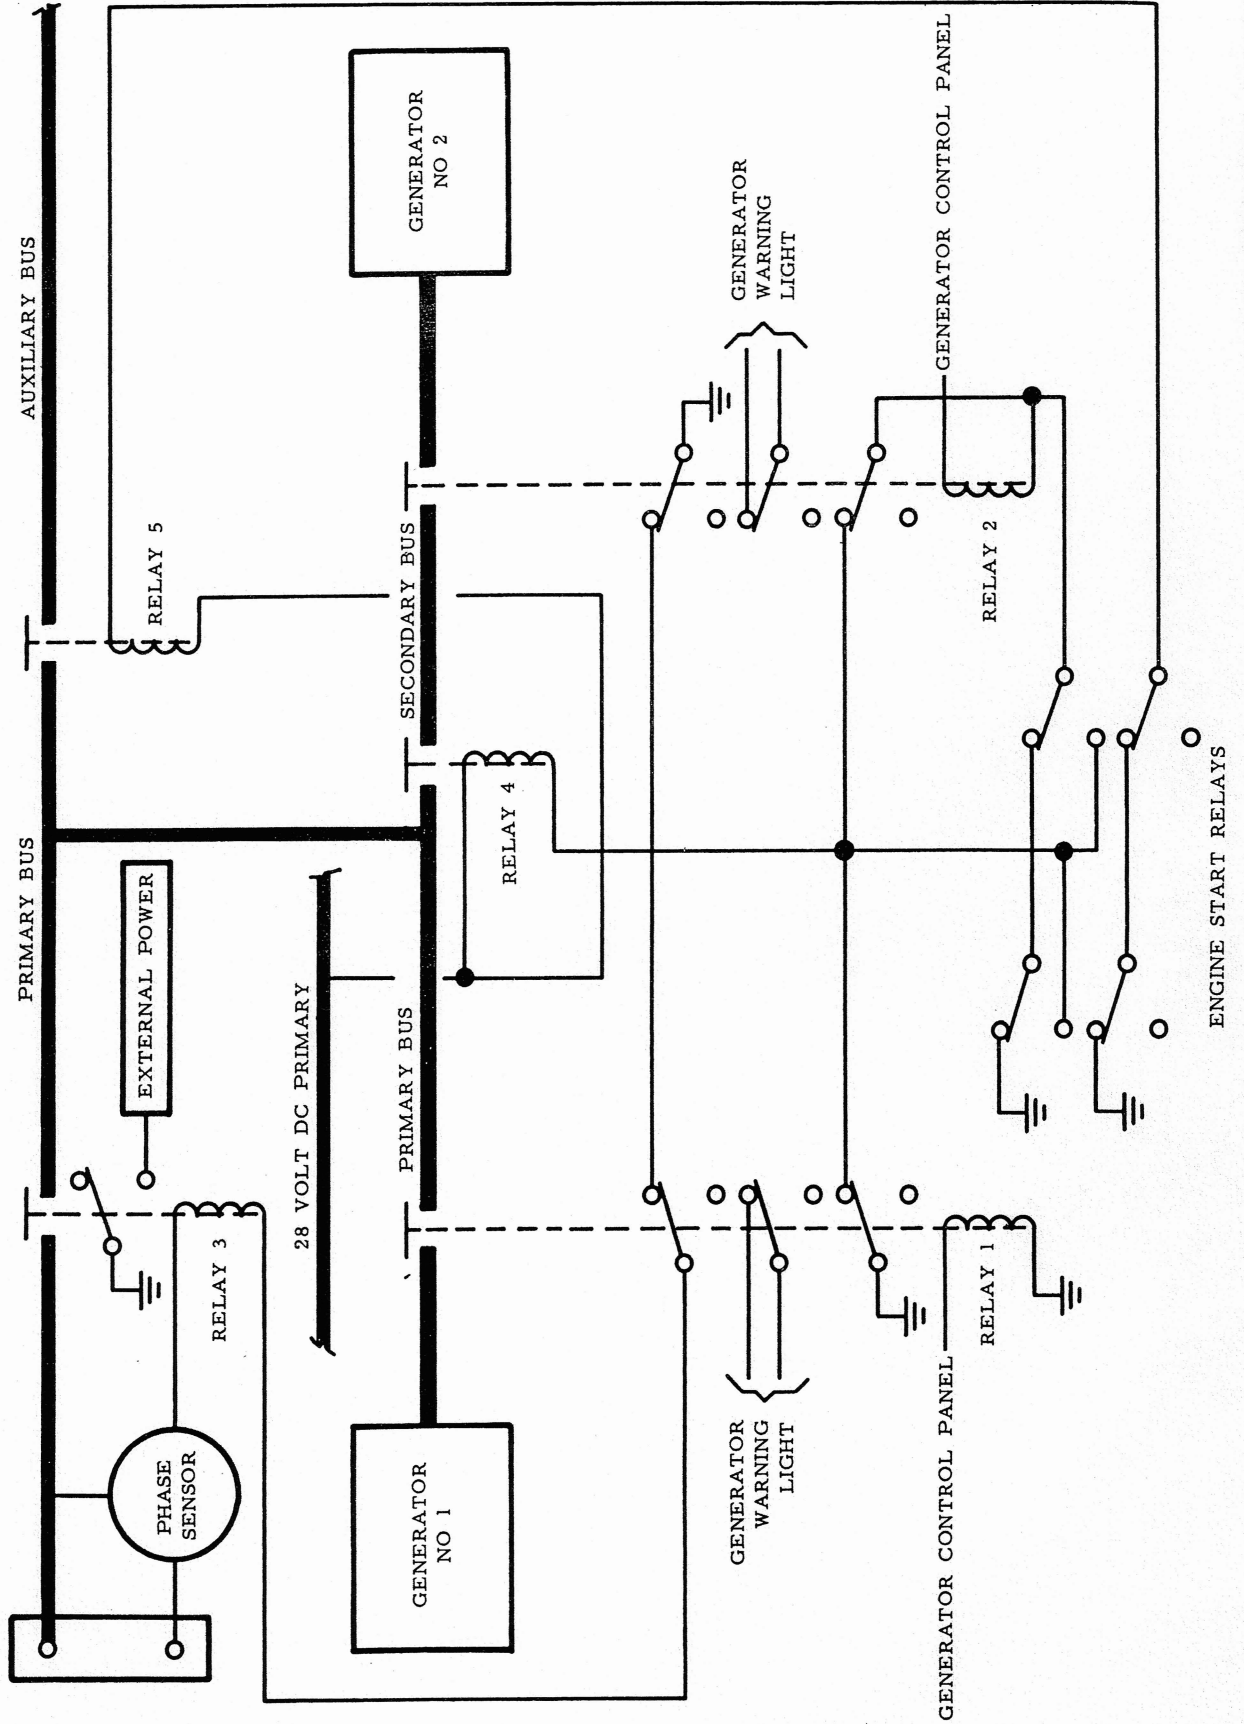 AUXILIARY BUS
PRIMARY BUS
EXTERNAL POWER
RELAY 5
RELAY 3
PHASE
SENSOR
28 VOLT DC PRIMARY
GENERATOR
NO 2
SECONDARY BUS
PRIMARY BUS
GENERATOR
NO 1
RELAY 4
GENERATOR
WARNING
LIGHT
GENERATOR
WARNING
LIGHT
GENERATOR CONTROL PANEL
RELAY 2
RELAY 1
GENERATOR CONTROL PANEL
ENGINE START RELAYS